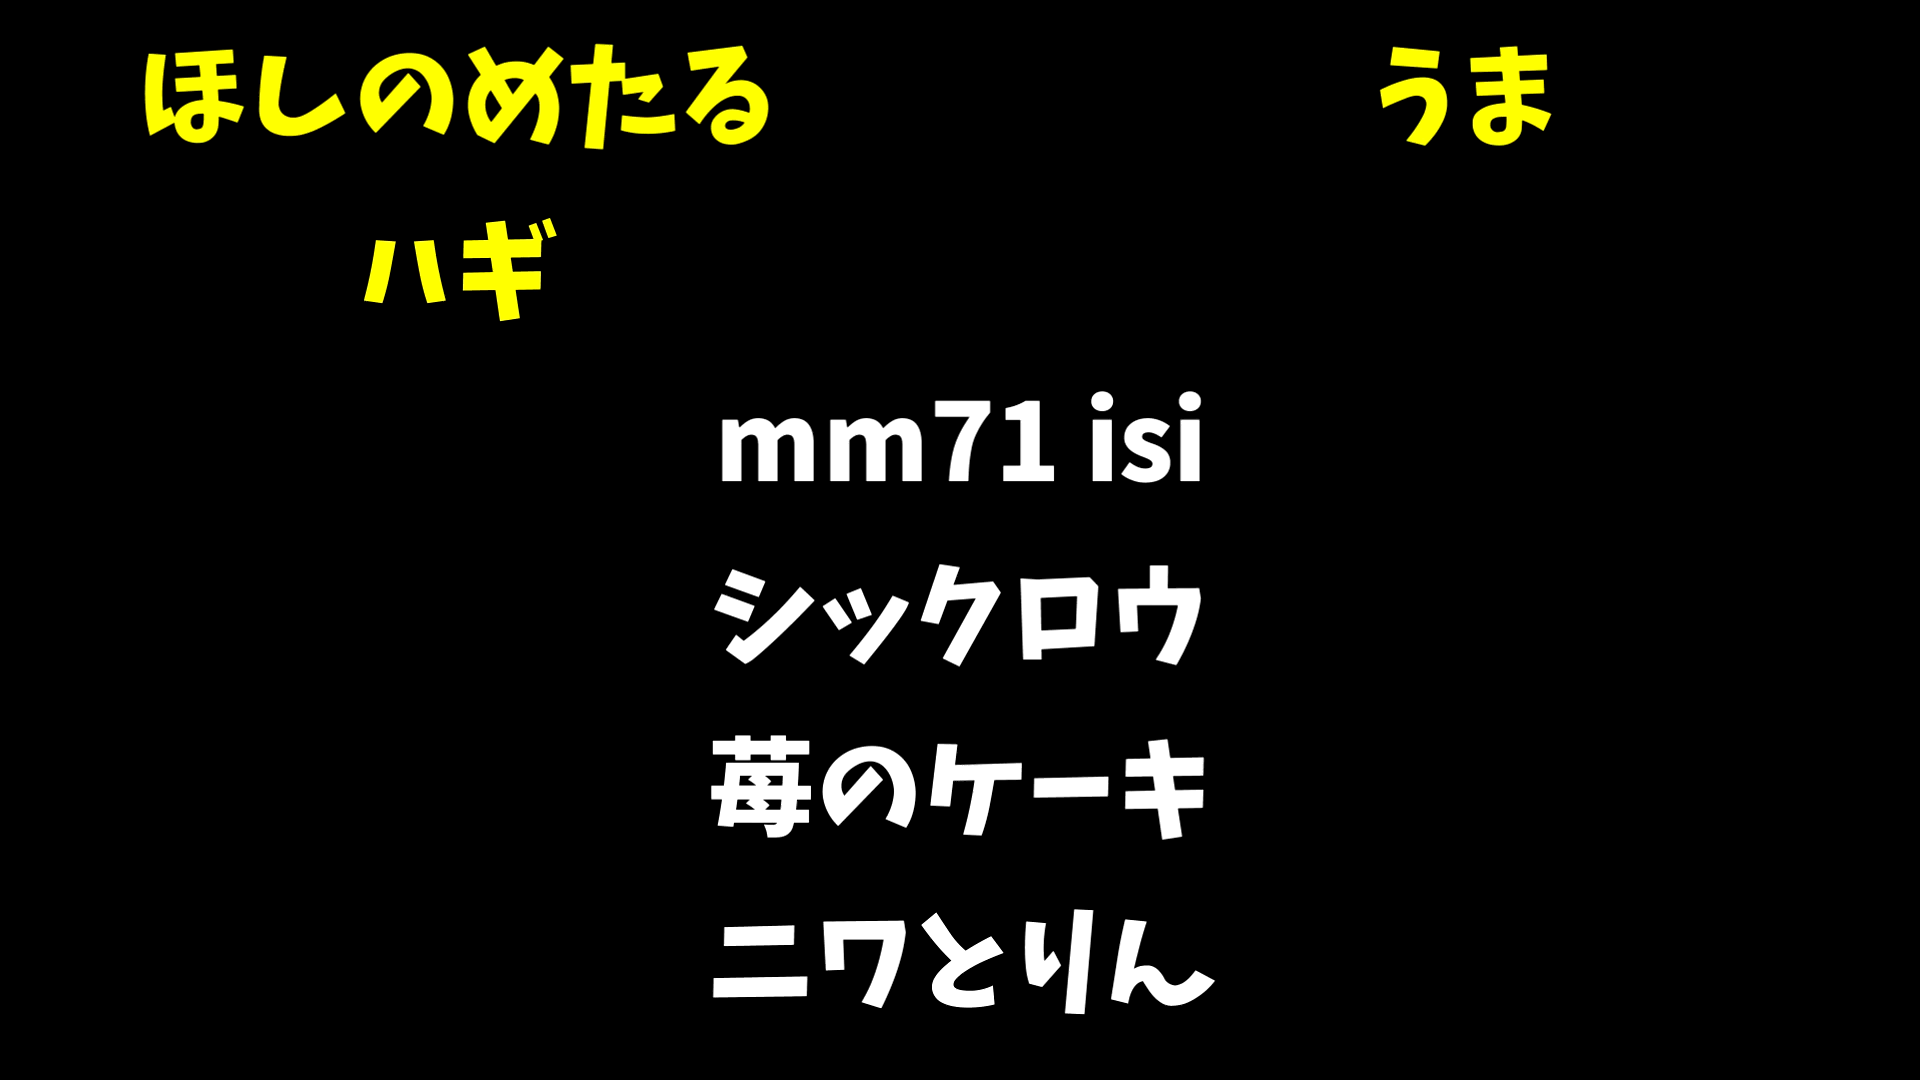 ほしのめたる うま
ハギ
mm71 isi
シックロウ
苺のケーキ
ニワとりん